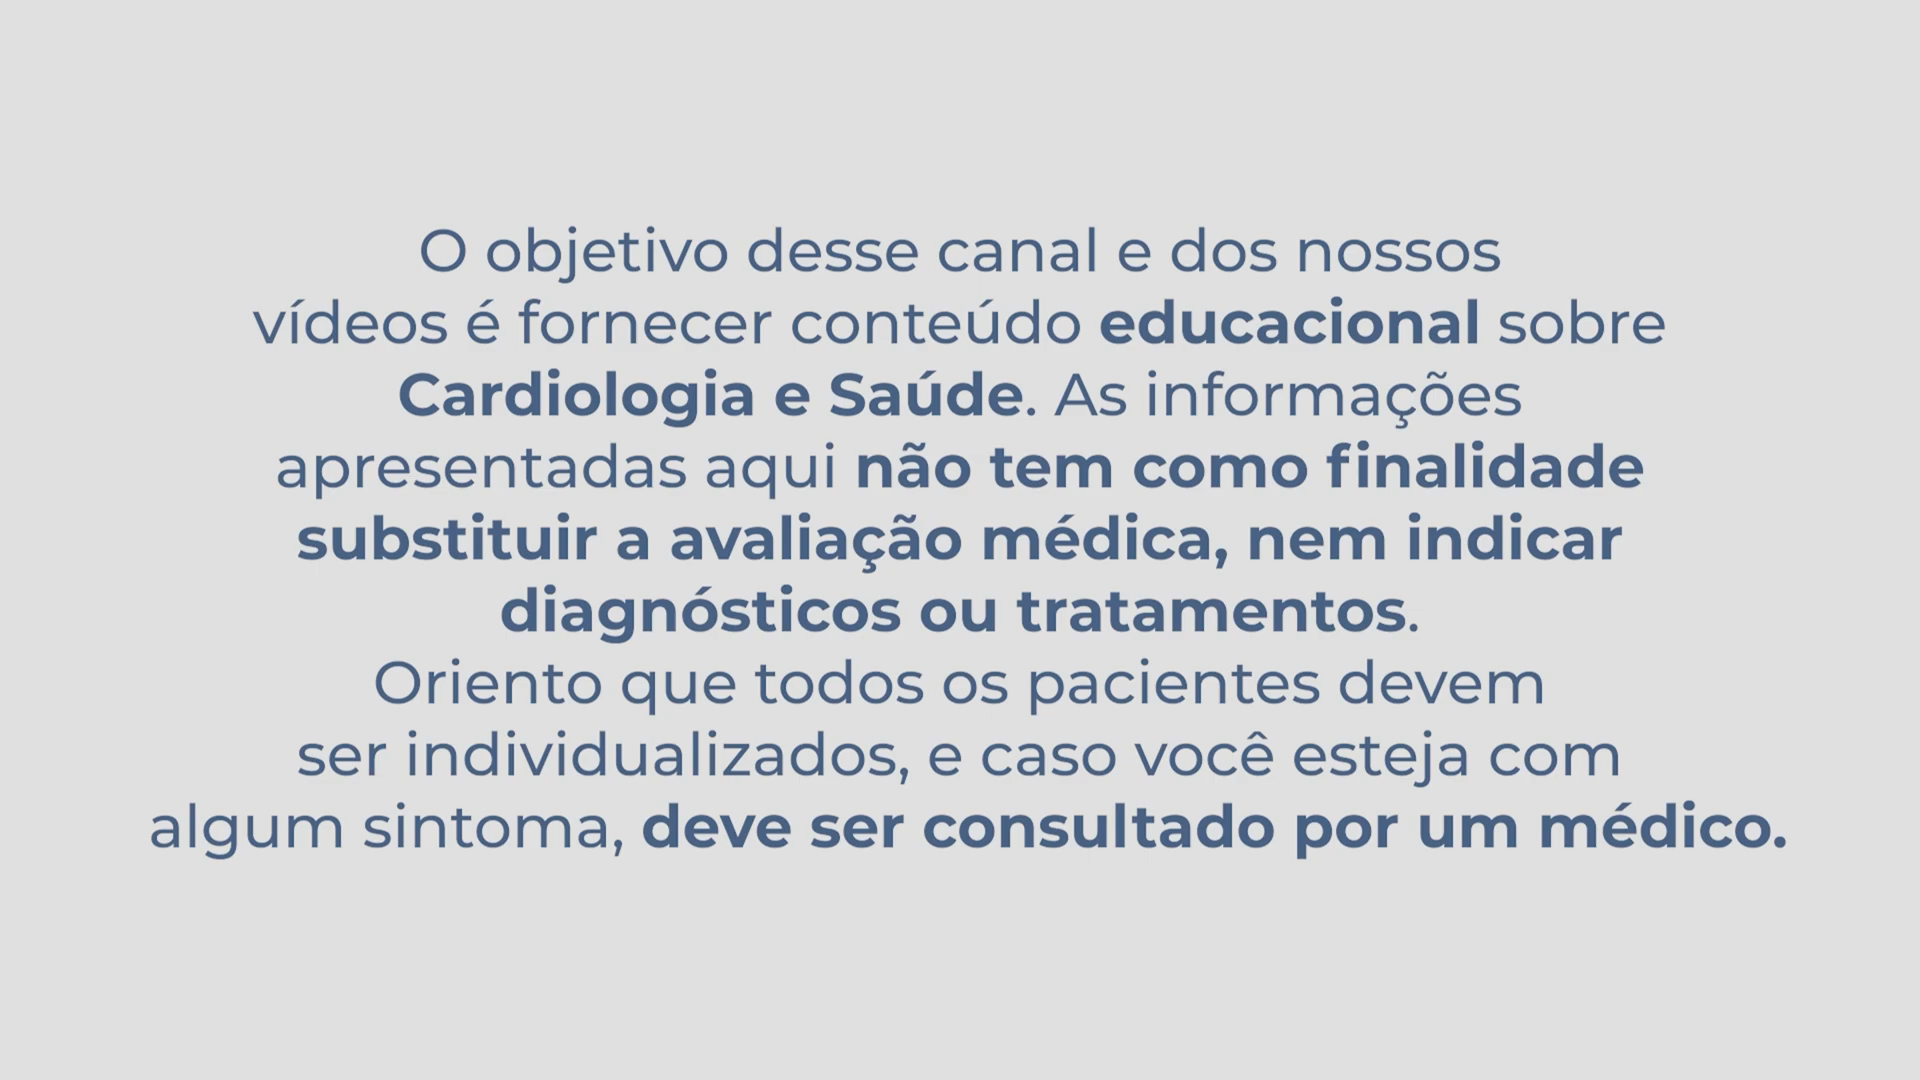 O objetivo desse canal e dos nossos
vídeos é fornecer conteúdo educacional sobre
Cardiologia e Saúde. As informações
apresentadas aqui não tem como finalidade
substituir a avaliação médica, nem indicar
diagnósticos ou tratamentos.
Oriento que todos os pacientes devem
ser individualizados, e caso você esteja com
algum sintoma, deve ser consultado por um médico.